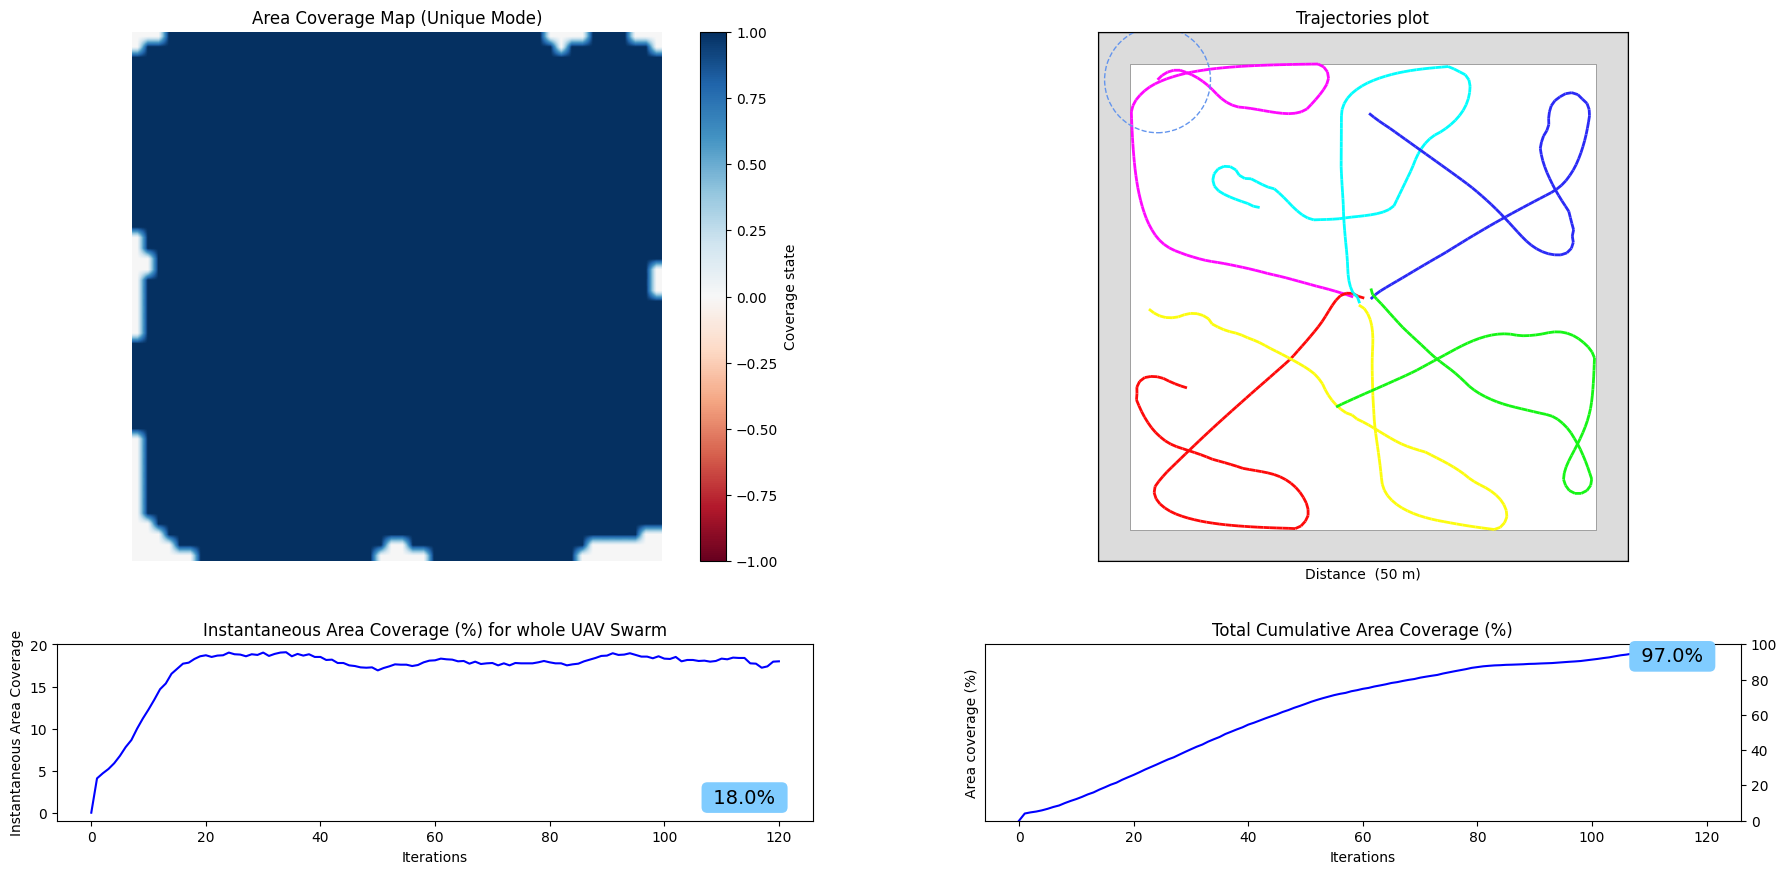 Area Coverage Map (Unique Mode)
1.00
0.75
0.50
0.25
0.00
−0.25
−0.50
−0.75
−1.00
Coverage state
Trajectories plot
Distance  (50 m)
Instantaneous Area Coverage (%) for whole UAV Swarm
Instantaneous Area Coverage
20
15
10
5
0
18.0%
0 20 40 60 80 100 120
Iterations
Total Cumulative Area Coverage (%)
Area coverage (%)
97.0%
100
80
60
40
20
0
0 20 40 60 80 100 120
Iterations